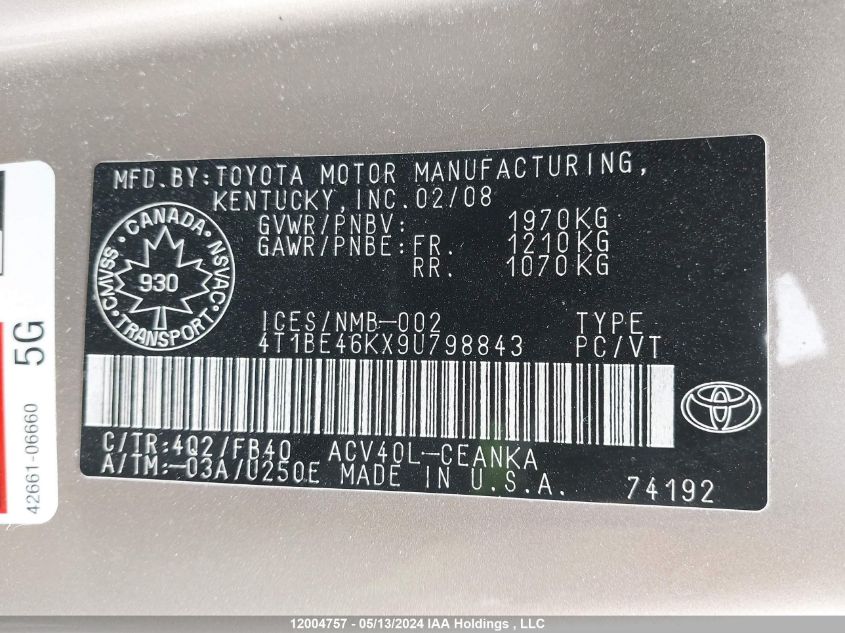 MFD.BY:TOYOTA MOTOR MANUFACTURING,
KENTUCKY,INC.02/08
GVWR/PNBV: 1970KG
GAWR/PNBE:FR. 1210KG
RR. 1070KG
CANADA
CMVSS NSVAC
930
TRANSPORT
ICES/NMB-002 TYPE
4T1BE46KX9U798843 PC/VT
C/TR:4Q2/FB40 ACV40L-CEANKA
A/TM:-03A/U250E MADE IN U.S.A. 74192
5G
42661-06660
12004757 - 05/13/2024 IAA Holdings , LLC